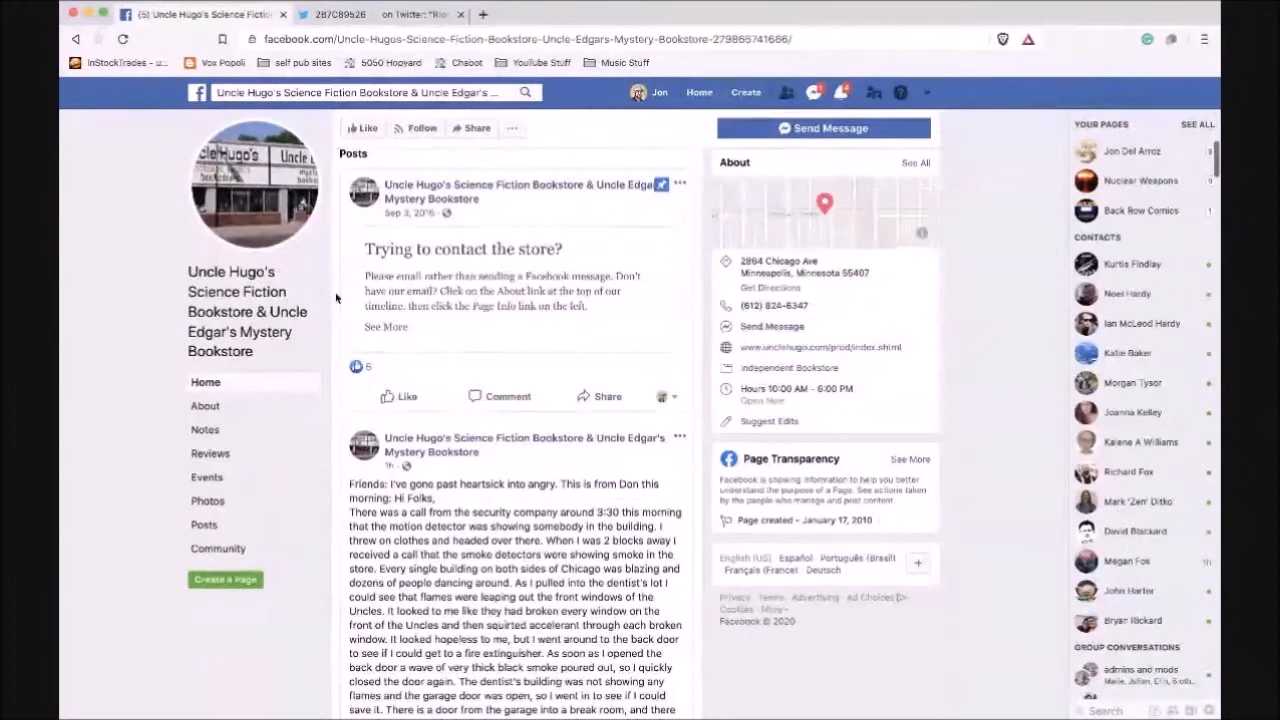 (5) Uncle Hugo's Science Fictio
2B7C89526
on Twitter: "Rio
facebook.com/Uncle-Hugos-Science-Fiction-Bookstore-Uncle-Edgars-Mystery-Bookstore-279865741686/
InStockTrades - u...
Vox Popoli
self pub sites
5050 Hopyard
Chabot
YouTube Stuff
Music Stuff
Uncle Hugo's Science Fiction Bookstore & Uncle Edgar's ...
Jon
Home
Create
Uncle Hugo's
Science Fiction
Bookstore & Uncle
Edgar's Mystery
Bookstore
Home
About
Notes
Reviews
Events
Photos
Posts
Community
Create a Page
Like
Follow
Share
Posts
Uncle Hugo's Science Fiction Bookstore & Uncle Edga
Mystery Bookstore
Sep 3, 2016
Trying to contact the store?
Please email rather than sending a Facebook message. Don't
have our email? Click on the About link at the top of our
timeline, then click the Page Info link on the left.
See More
5
Like
Comment
Share
Uncle Hugo's Science Fiction Bookstore & Uncle Edgar's
Mystery Bookstore
1h
Friends: I've gone past heartsick into angry. This is from Don this
morning: Hi Folks,
There was a call from the security company around 3:30 this morning
that the motion detector was showing somebody in the building. I
threw on clothes and headed over there. When I was 2 blocks away I
received a call that the smoke detectors were showing smoke in the
store. Every single building on both sides of Chicago was blazing and
dozens of people dancing around. As I pulled into the dentist's lot I
could see that flames were leaping out the front windows of the
Uncles. It looked to me like they had broken every window on the
front of the Uncles and then squirted accelerant through each broken
window. It looked hopeless to me, but I went around to the back door
to see if I could get to a fire extinguisher. As soon as I opened the
back door a wave of very thick black smoke poured out, so I quickly
closed the door again. The dentist's building was not showing any
flames and the garage door was open, so I went in to see if I could
save it. There is a door from the garage into a break room, and there
Send Message
About
See All
2864 Chicago Ave
Minneapolis, Minnesota 55407
Get Directions
(612) 824-6347
Send Message
www.unclehugo.com/prod/index.shtml
Independent Bookstore
Hours 10:00 AM - 6:00 PM
Open Now
Suggest Edits
Page Transparency
See More
Facebook is showing information to help you better
understand the purpose of a Page. See actions taken
by the people who manage and post content.
Page created - January 17, 2010
English (US) Español Português (Brasil)
Français (France) Deutsch
Privacy Terms Advertising Ad Choices
Cookies More
Facebook © 2020
YOUR PAGES
SEE ALL
Jon Del Arroz
9
Nuclear Weapons
9
Back Row Comics
1
CONTACTS
Kurtis Findlay
Noel Hardy
Ian McLeod Hardy
Katie Baker
Morgan Tysor
Joanna Kelley
Kalene A Williams
Richard Fox
Mark 'Zen' Ditko
David Blackard
Megan Fox
1h
John Harter
Bryan Rickard
GROUP CONVERSATIONS
admins and mods
Search